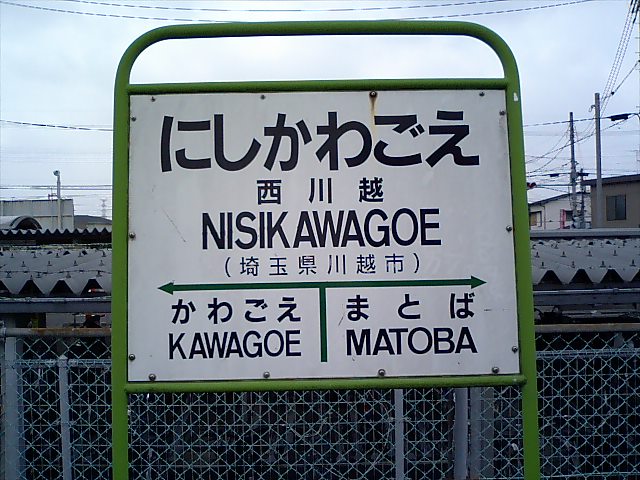 にしかわごえ
西川越
NISIKAWAGOE
（埼玉県川越市）
かわごえ まとば
KAWAGOE MATOBA